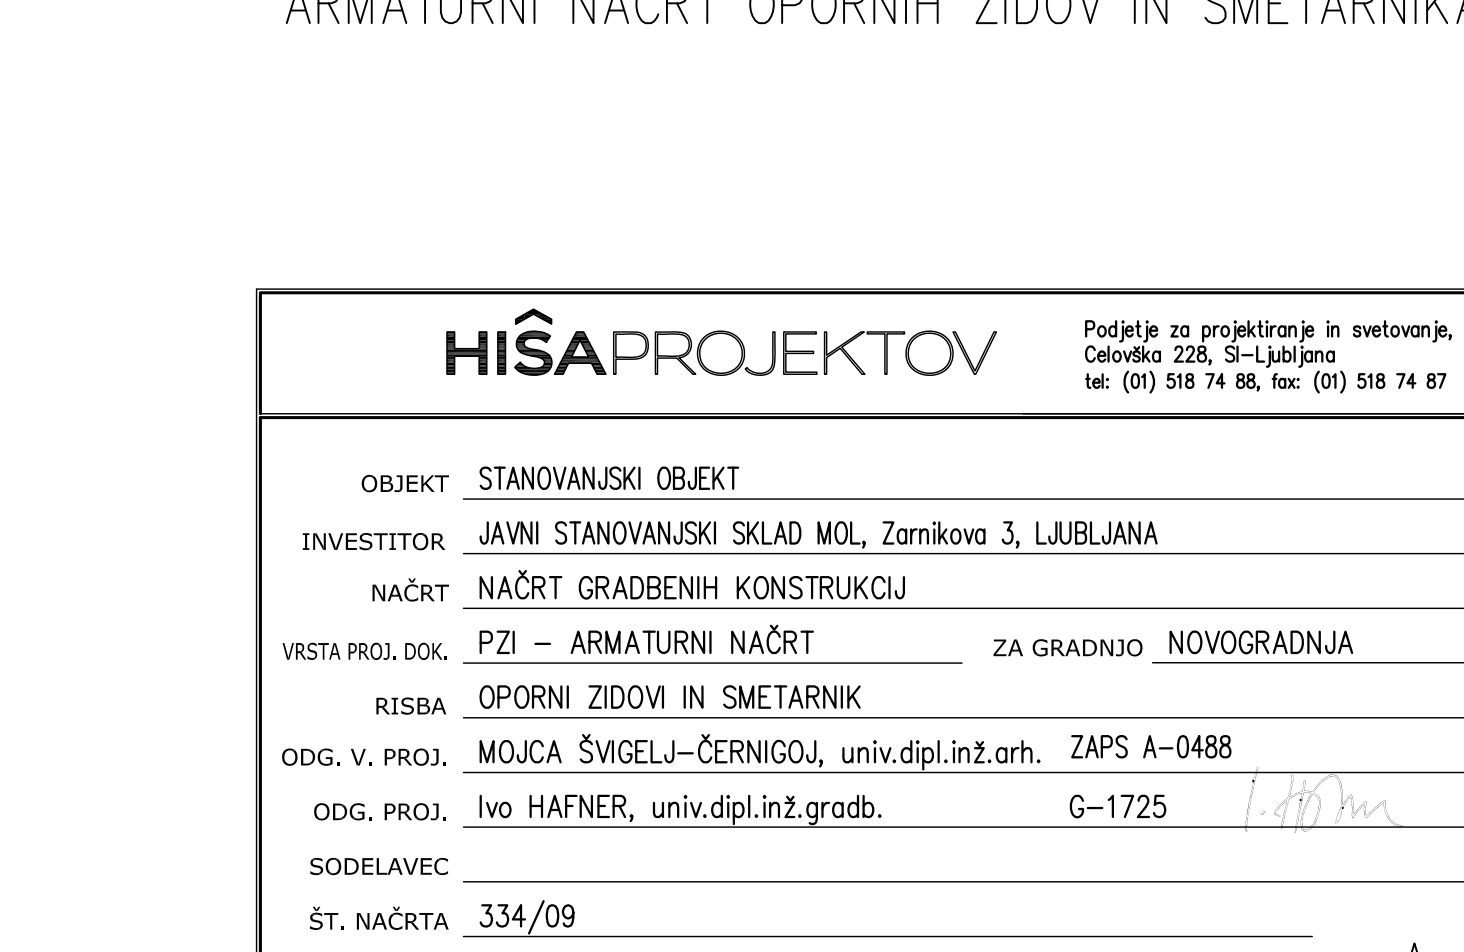 ARMATURNI NAČRT OPORNIH ZIDOV IN SMETARNIKA
HIŠAPROJEKTOV
Podjetje za projektiranje in svetovanje,
Celovška 228, SI-Ljubljana
tel: (01) 518 74 88, fax: (01) 518 74 87
OBJEKT STANOVANJSKI OBJEKT
INVESTITOR JAVNI STANOVANJSKI SKLAD MOL, Zarnikova 3, LJUBLJANA
NAČRT NAČRT GRADBENIH KONSTRUKCIJ
VRSTA PROJ. DOK. PZI – ARMATURNI NAČRT ZA GRADNJO NOVOGRADNJA
RISBA OPORNI ZIDOVI IN SMETARNIK
ODG. V. PROJ. MOJCA ŠVIGELJ–ČERNIGOJ, univ.dipl.inž.arh. ZAPS A–0488
ODG. PROJ. Ivo HAFNER, univ.dipl.inž.gradb. G–1725
SODELAVEC
ŠT. NAČRTA 334/09